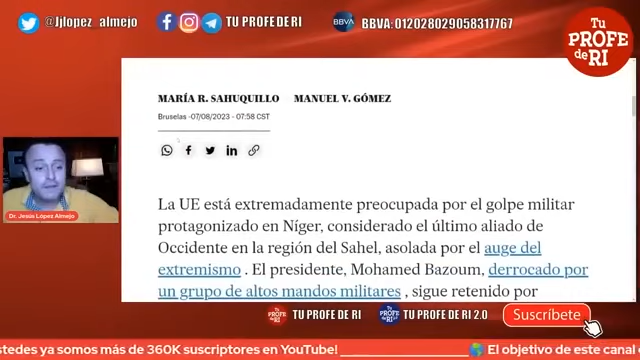 @Jjlopez_almejo
TU PROFE DE RI
BBVA
BBVA: 012028029058317767
Tu
PROFE
de RI
MARÍA R. SAHUQUILLO MANUEL V. GÓMEZ
Bruselas -07/08/2023 - 07:58 CST
La UE está extremadamente preocupada por el golpe militar
protagonizado en Níger, considerado el último aliado de
Occidente en la región del Sahel, asolada por el auge del
extremismo . El presidente, Mohamed Bazoum, derrocado por
un grupo de altos mandos militares , sigue retenido por
Dr. Jesús López Almejo
TU PROFE DE RI
TU PROFE DE RI 2.0
Suscríbete
stedes ya somos más de 360K suscriptores en YouTube!
El objetivo de este canal